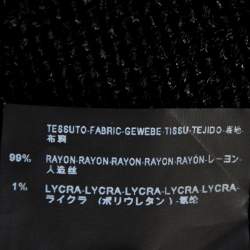 TESSUTO-FABRIC-GEWEBE-TISSU-TEJIDO-産地
布料
99% RAYON-RAYON-RAYON-RAYON-RAYON-レーヨン-
人造丝
1% LYCRA-LYCRA-LYCRA-LYCRA-LYCRA-
ライクラ (ポリウレタン)-氨纶